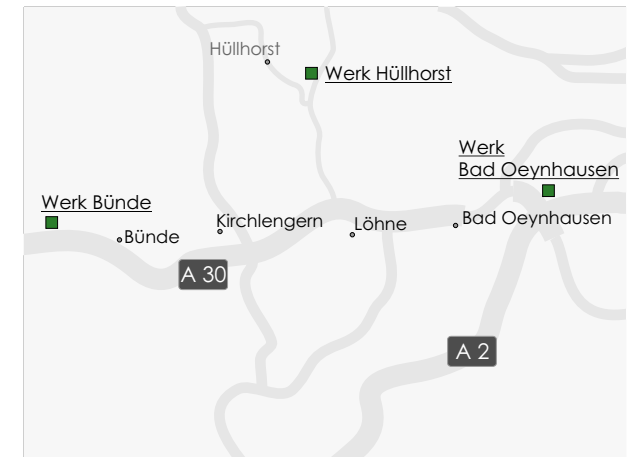 Hüllhorst
Werk Hüllhorst
Werk
Bad Oeynhausen
Werk Bünde
Kirchlengern
Löhne
Bad Oeynhausen
Bünde
A 30
A 2